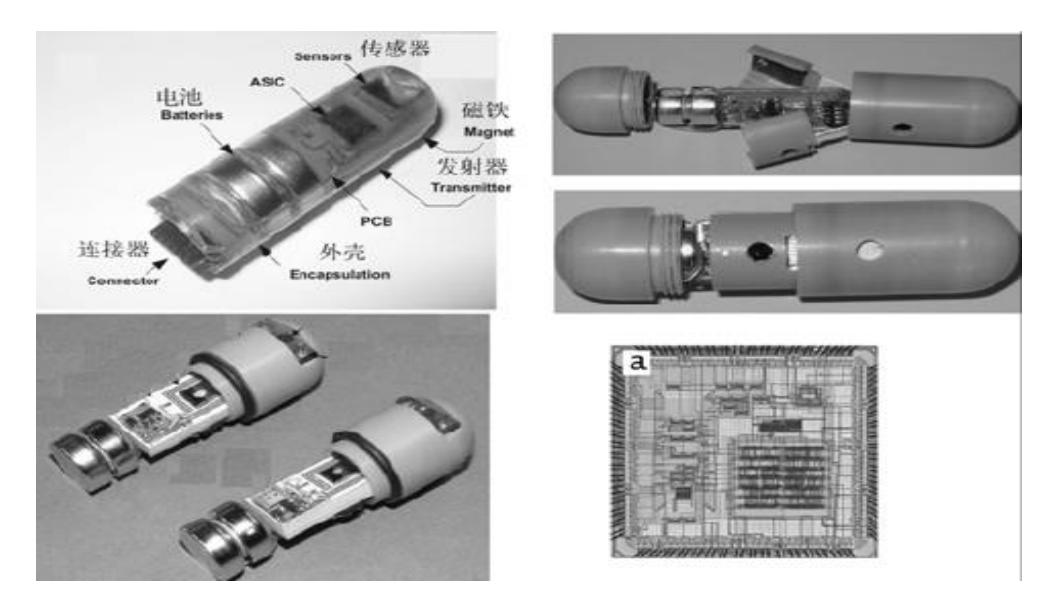 传感器
Sensors
ASIC
电池
Batteries
磁铁
Magnet
发射器
Transmitter
PCB
连接器
Connector
外壳
Encapsulation
a